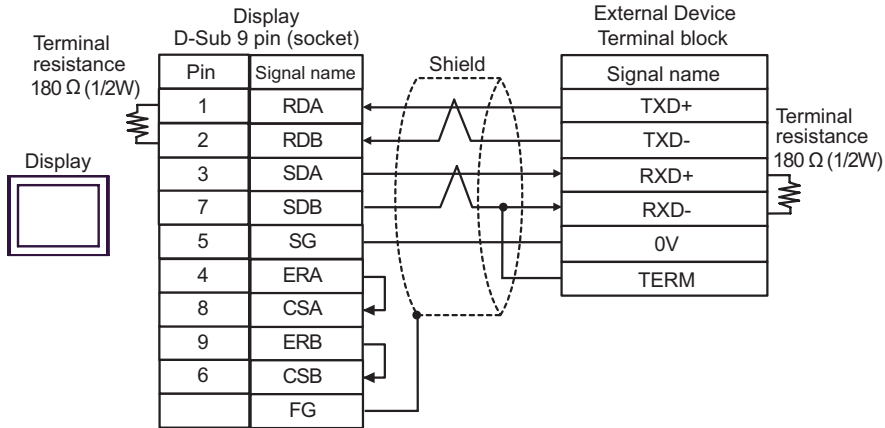 Display
D-Sub 9 pin (socket)
External Device
Terminal block
Terminal
resistance
180 Ω (1/2W)
Shield
Pin Signal name
Signal name
1 RDA
TXD+
2 RDB
TXD-
3 SDA
RXD+
7 SDB
RXD-
5 SG
0V
4 ERA
TERM
8 CSA
9 ERB
6 CSB
FG
Display
Terminal
resistance
180 Ω (1/2W)